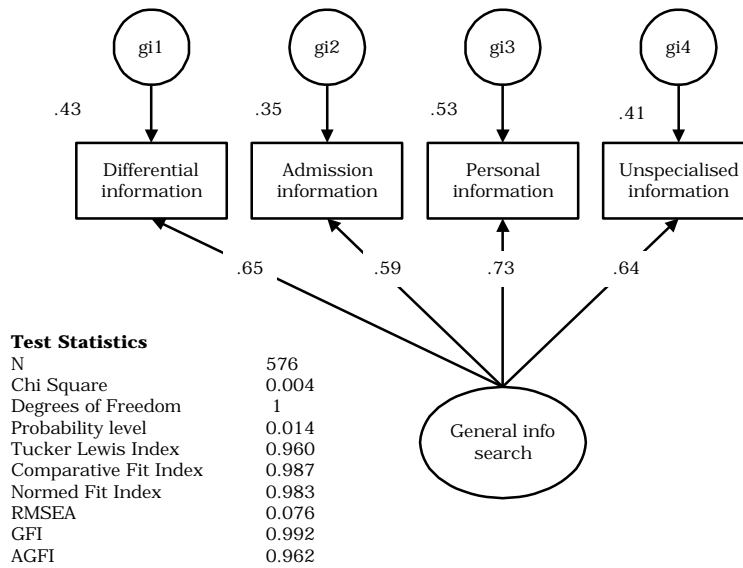 gi1 gi2 gi3 gi4
.43 .35 .53 .41
Differential Admission Personal Unspecialised
information information information information
.65 .59 .73 .64
Test Statistics
N 576
Chi Square 0.004
Degrees of Freedom 1
Probability level 0.014
Tucker Lewis Index 0.960
Comparative Fit Index 0.987
Normed Fit Index 0.983
RMSEA 0.076
GFI 0.992
AGFI 0.962
General info
search